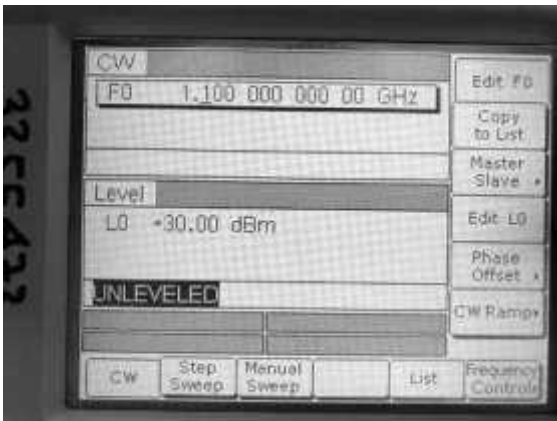 CW
F0 1.100 000 000 00 GHz
Level
L0 +30.00 dBm
UNLEVELED
Edit F0
Copy
to List
Master
Slave
Edit L0
Phase
Offset
CW Ramp
CW
Step
Sweep
Manual
Sweep
List
Frequency
Control